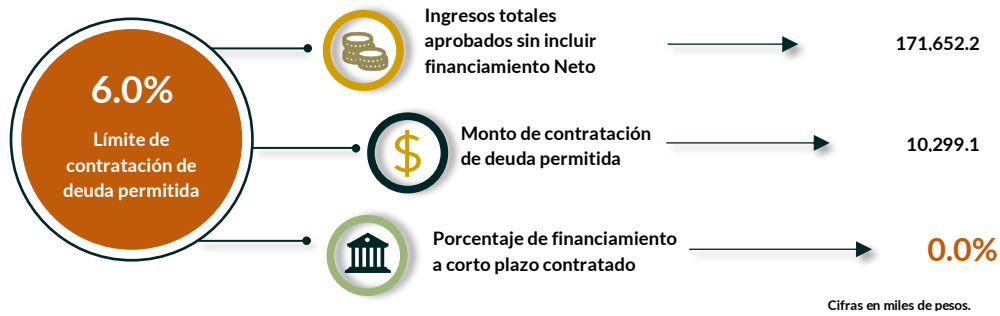 6.0%
Límite de
contratación de
deuda permitida
Ingresos totales
aprobados sin incluir
financiamiento Neto
171,652.2
$
Monto de contratación
de deuda permitida
10,299.1
Porcentaje de financiamiento
a corto plazo contratado
0.0%
Cifras en miles de pesos.